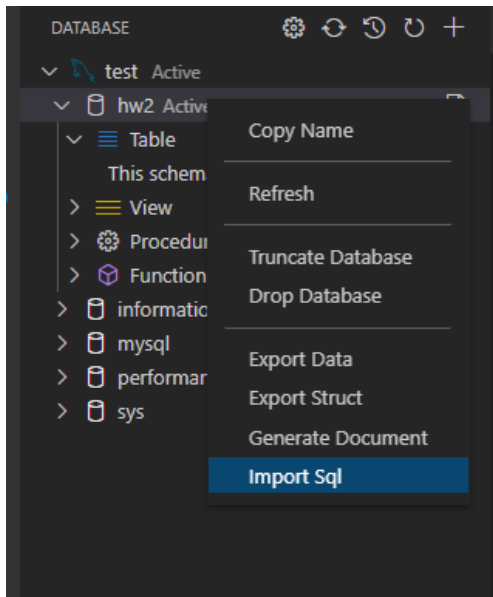 DATABASE
test Active
hw2 Active
Table
This schem
View
Procedur
Function
informatio
mysql
performar
sys
Copy Name
Refresh
Truncate Database
Drop Database
Export Data
Export Struct
Generate Document
Import Sql